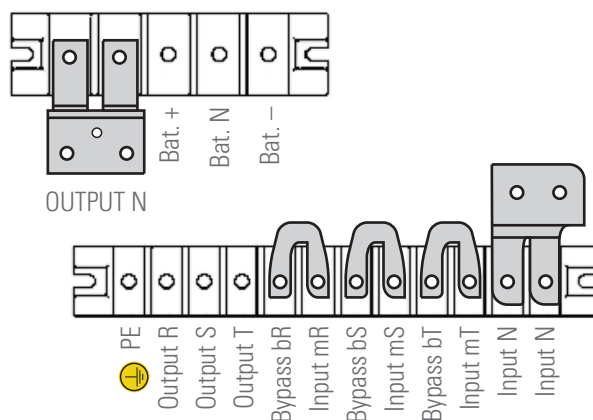 Bat. +
Bat. N
Bat. –
OUTPUT N
PE
Output R
Output S
Output T
Bypass bR
Input mR
Bypass bS
Input mS
Bypass bT
Input mT
Input N
Input N